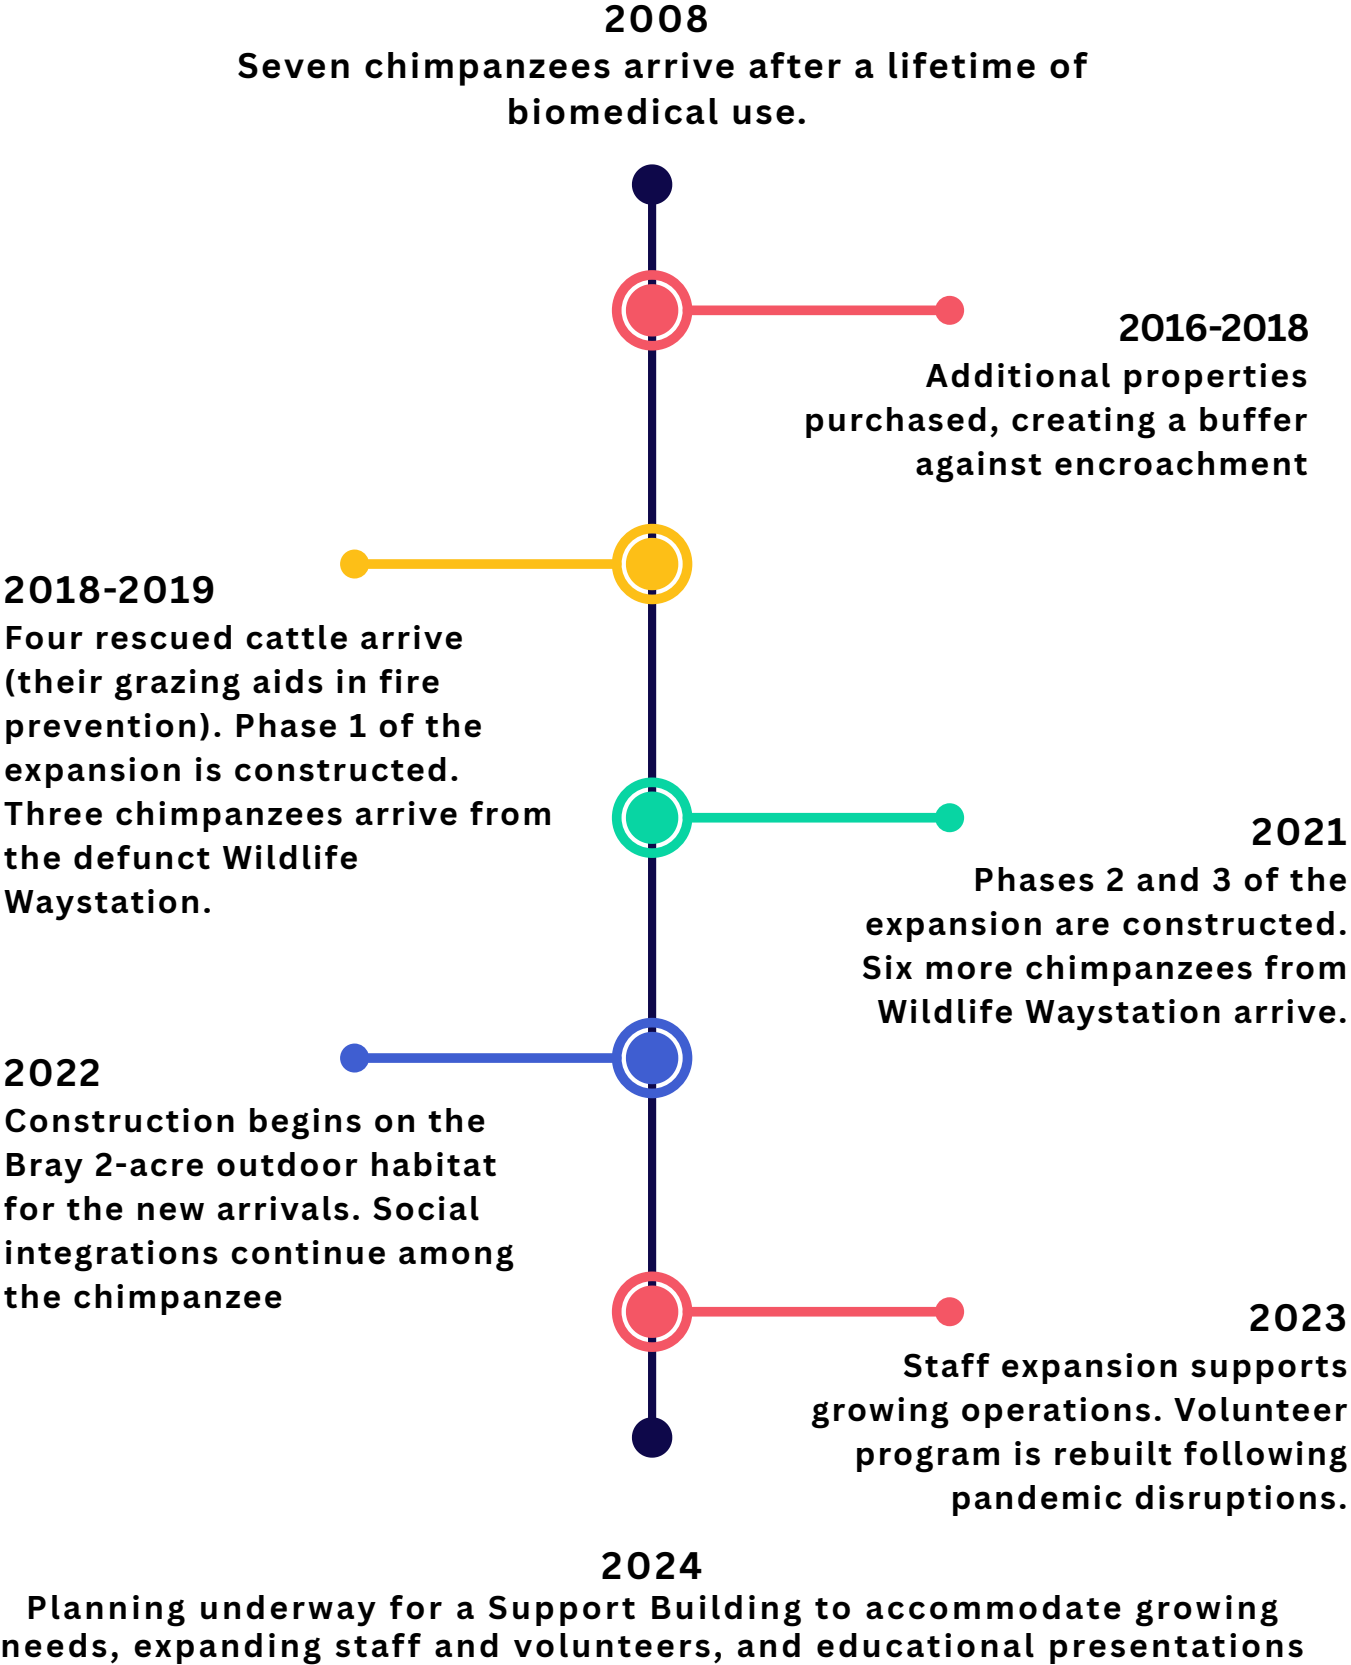 2008
Seven chimpanzees arrive after a lifetime of
biomedical use.
2016-2018
Additional properties
purchased, creating a buffer
against encroachment
2018-2019
Four rescued cattle arrive
(their grazing aids in fire
prevention). Phase 1 of the
expansion is constructed.
Three chimpanzees arrive from
the defunct Wildlife
Waystation.
2021
Phases 2 and 3 of the
expansion are constructed.
Six more chimpanzees from
Wildlife Waystation arrive.
2022
Construction begins on the
Bray 2-acre outdoor habitat
for the new arrivals. Social
integrations continue among
the chimpanzee
2023
Staff expansion supports
growing operations. Volunteer
program is rebuilt following
pandemic disruptions.
2024
Planning underway for a Support Building to accommodate growing
needs, expanding staff and volunteers, and educational presentations